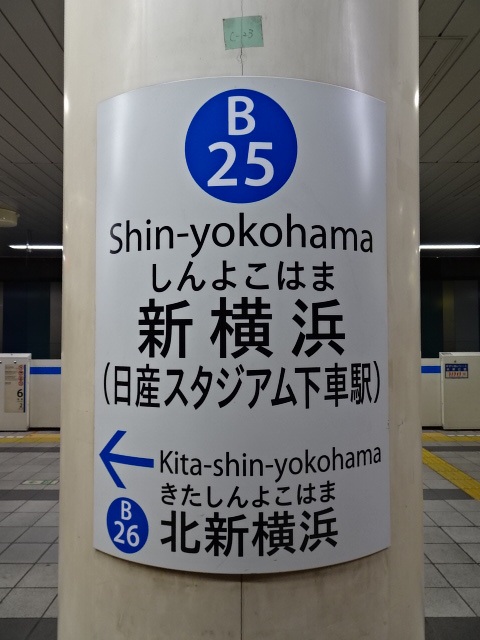 C-23
B
25
Shin-yokohama
しんよこはま
新横浜
(日産スタジアム下車駅)
Kita-shin-yokohama
きたしんよこはま
B
26
北新横浜
6